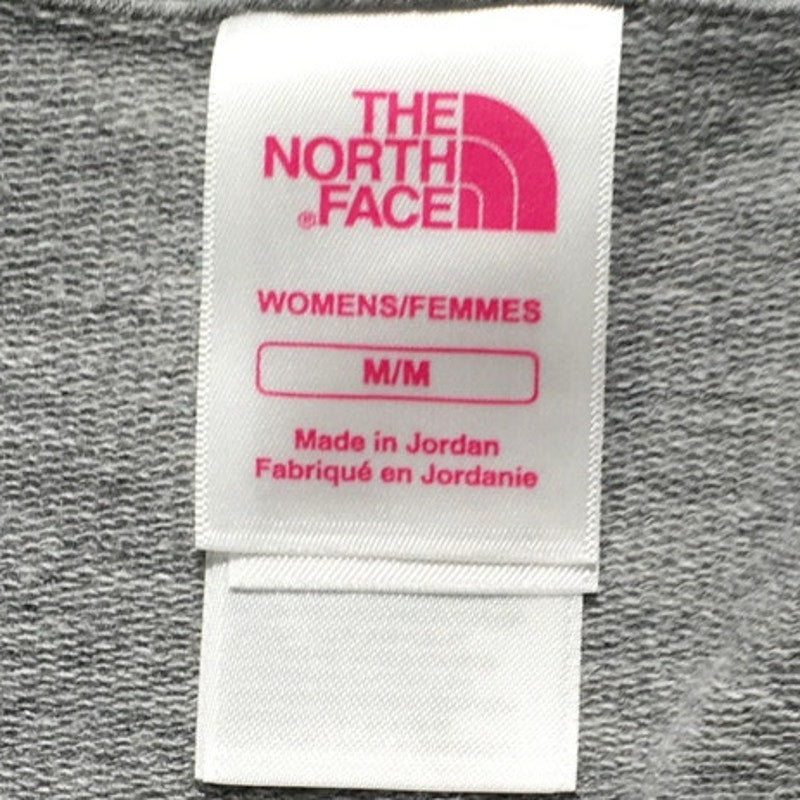 THE
NORTH
®FACE
WOMENS/FEMMES
M/M
Made in Jordan
Fabriqué en Jordanie